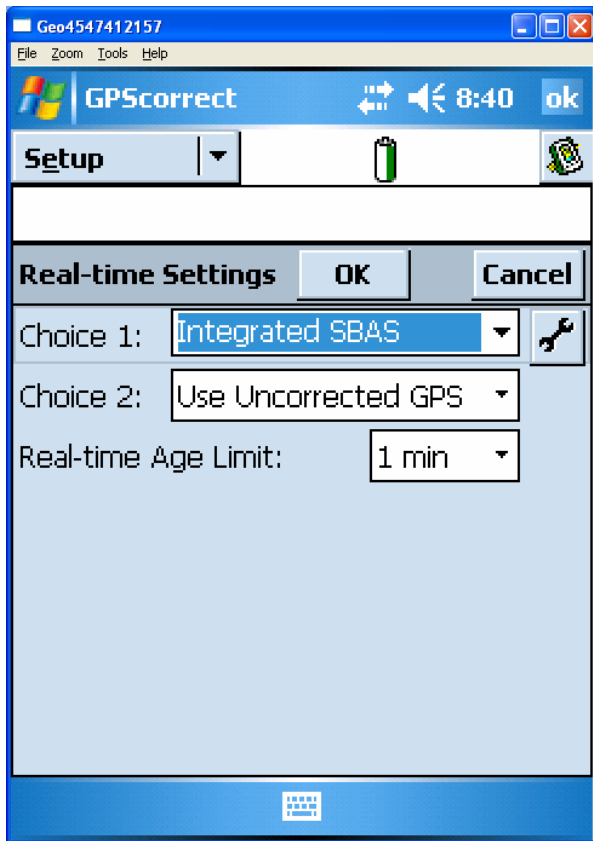 Geo4547412157
File Zoom Tools Help
GPScorrect 8:40 ok
Setup
Real-time Settings OK Cancel
Choice 1: Integrated SBAS
Choice 2: Use Uncorrected GPS
Real-time Age Limit: 1 min